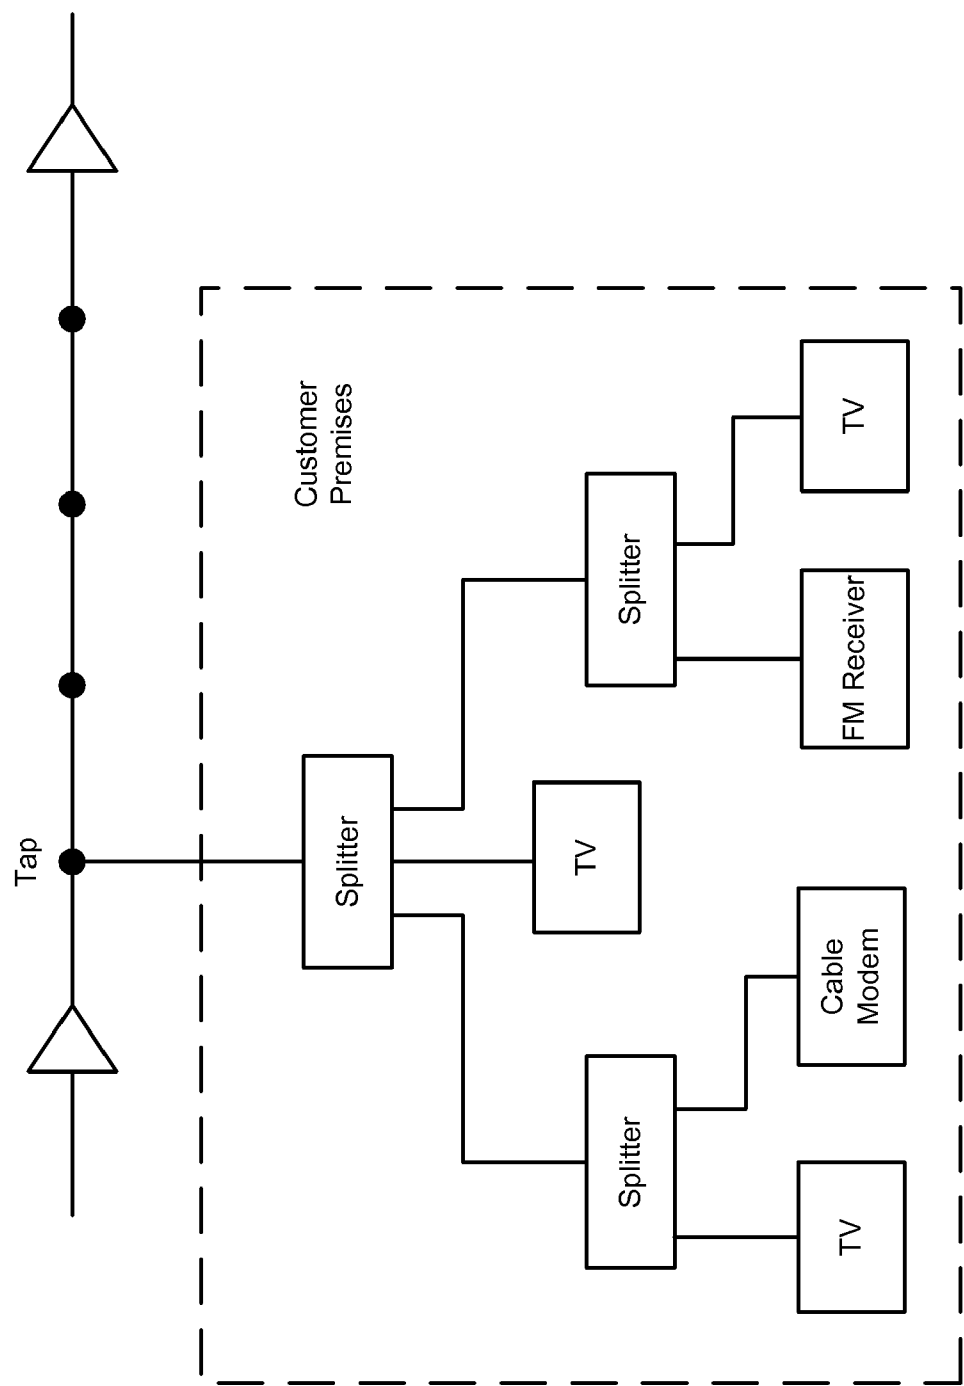 Tap
Customer
Premises
Splitter
TV
Splitter
Splitter
TV
Cable
Modem
FM Receiver
TV